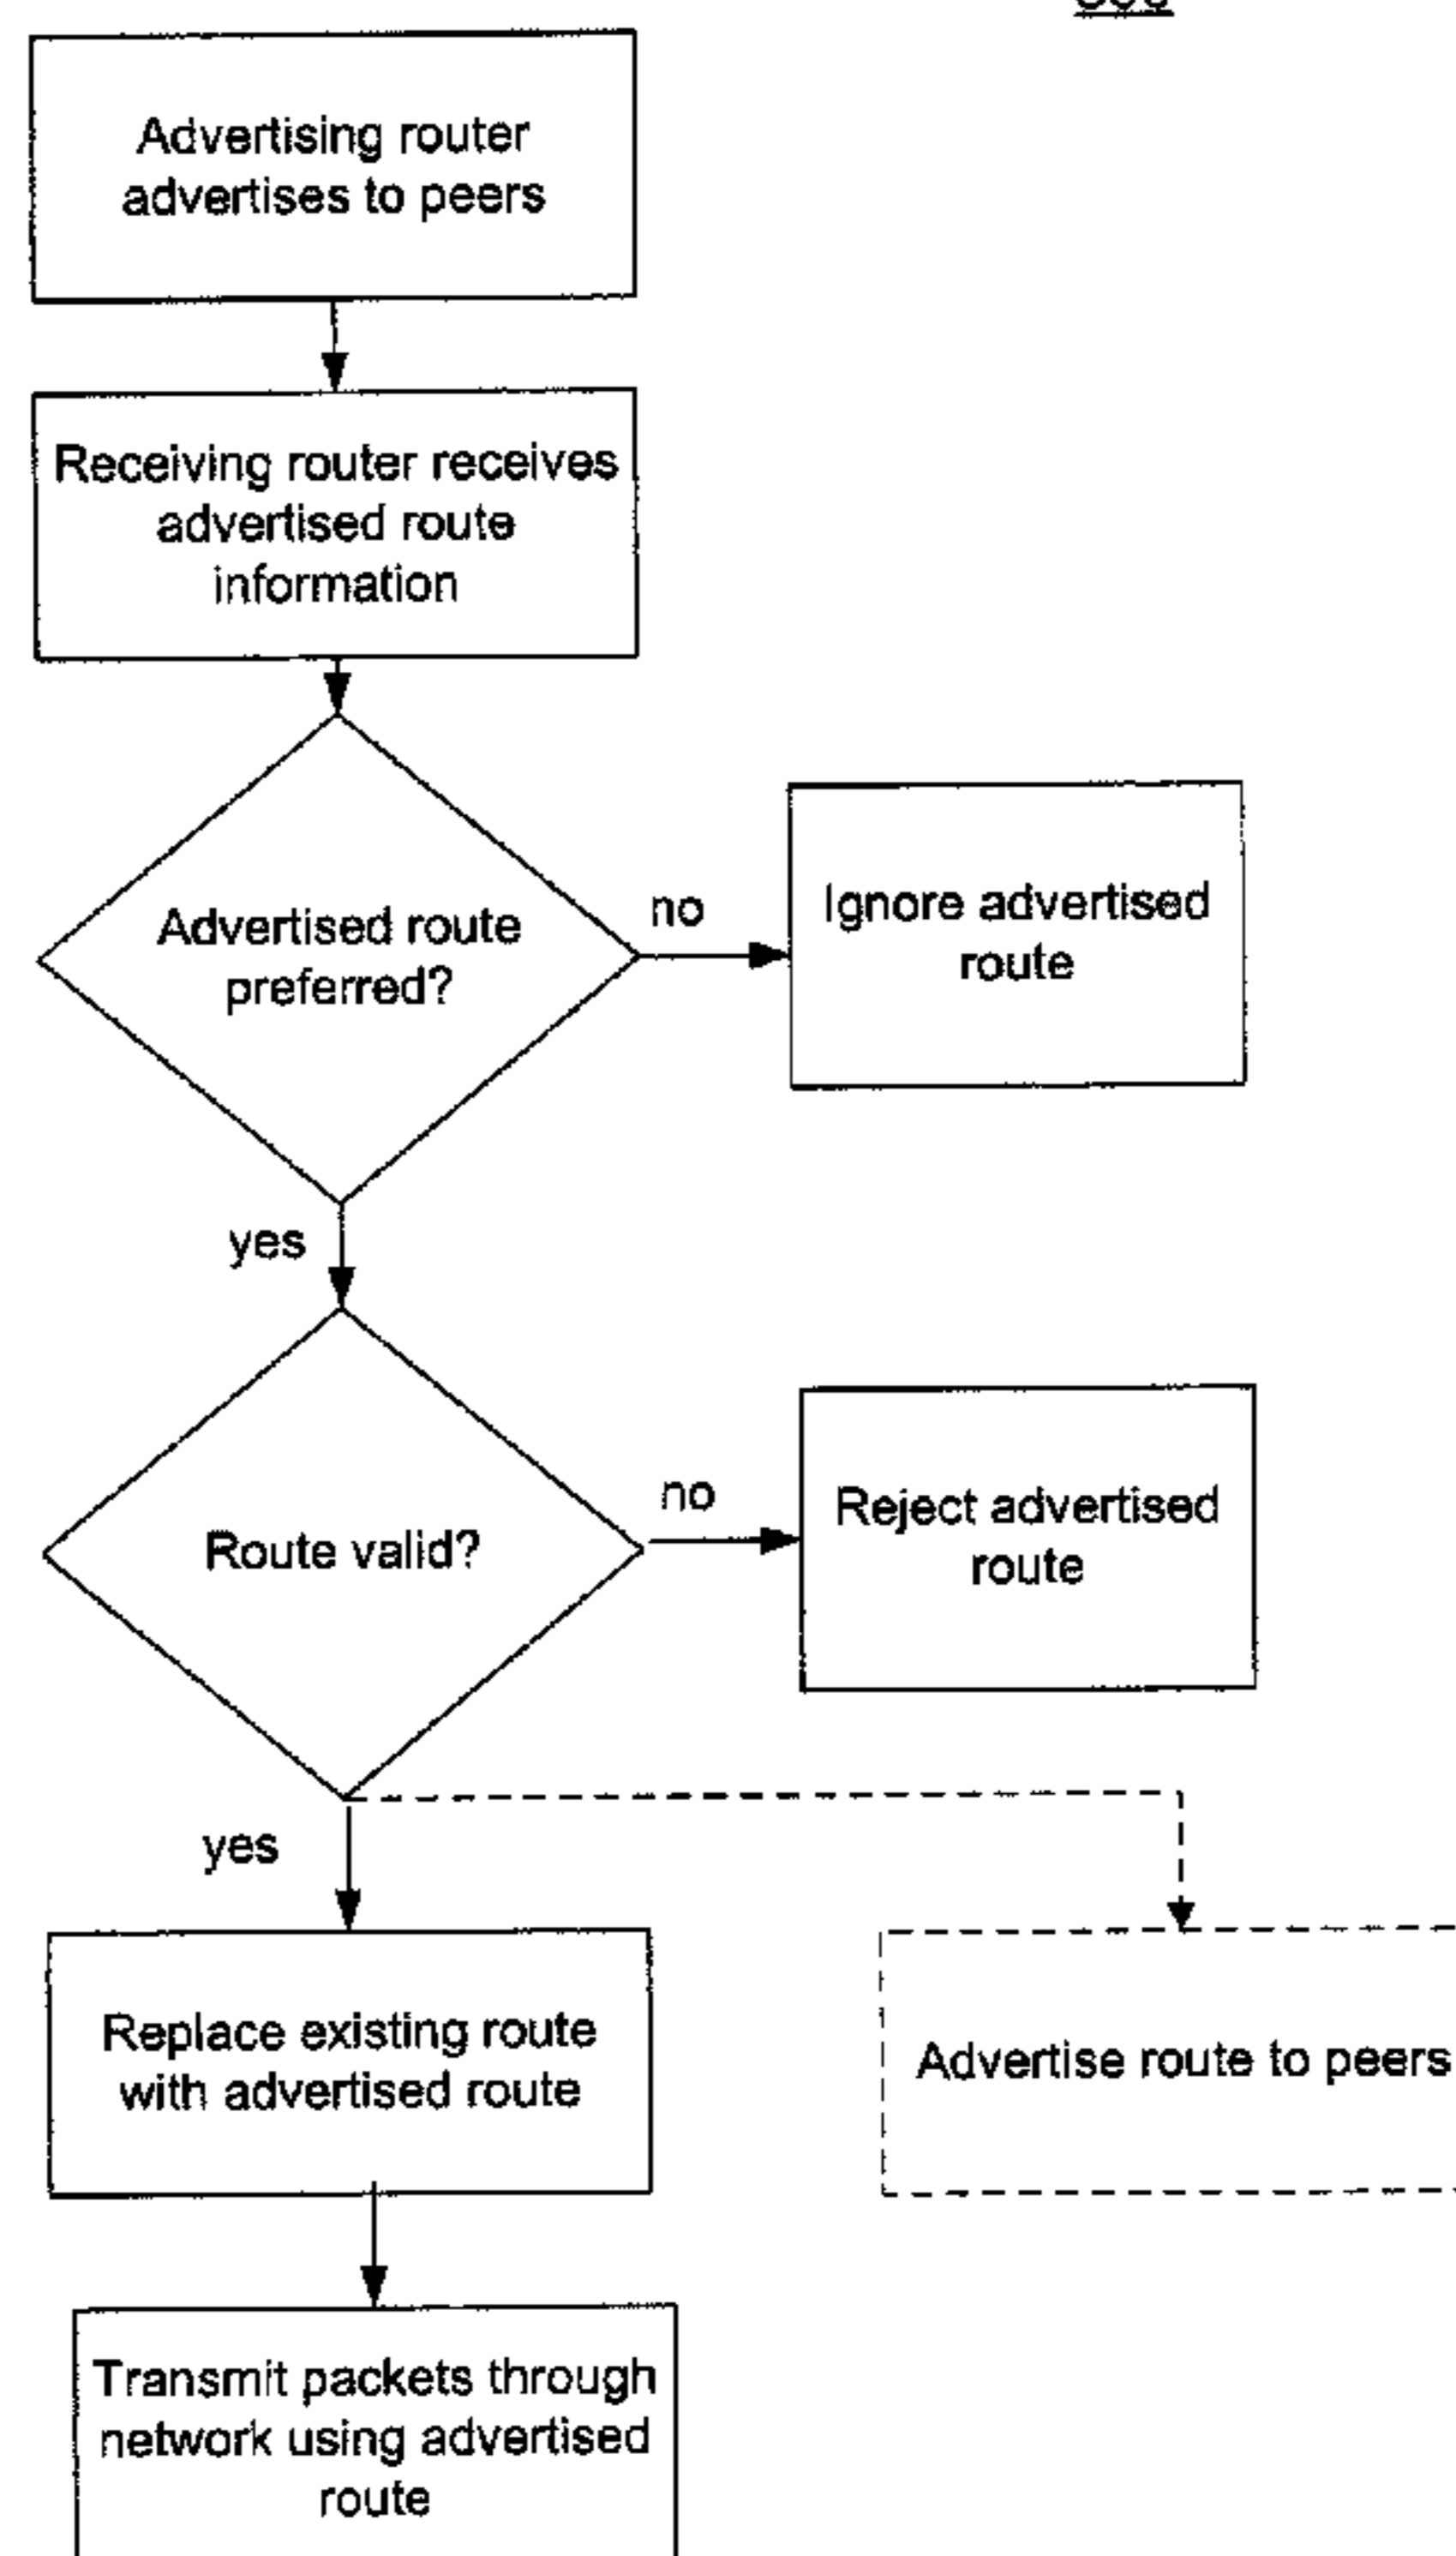 Advertising router
advertises to peers
Receiving router receives
advertised route
information
Advertised route
preferred?
no
Ignore advertised
route
yes
Route valid?
no
Reject advertised
route
yes
Replace existing route
with advertised route
Advertise route to peers
Transmit packets through
network using advertised
route